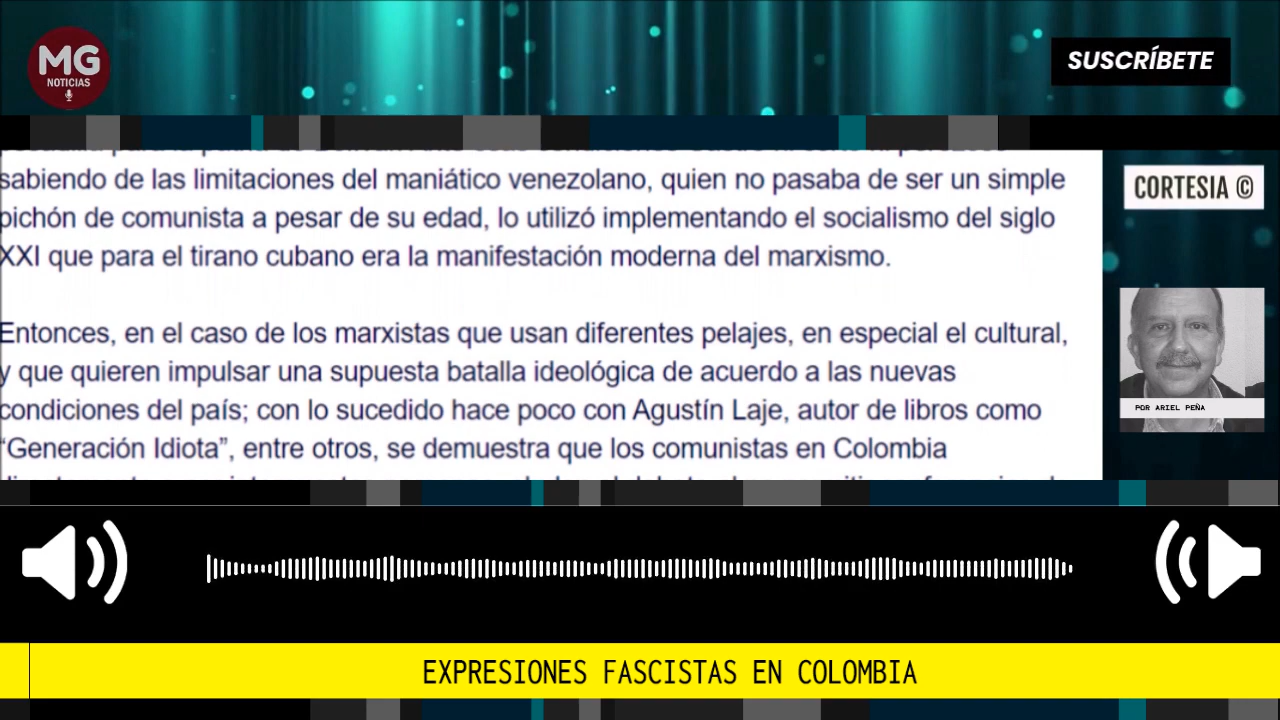 MG
NOTICIAS
SUSCRÍBETE
sabiendo de las limitaciones del maniático venezolano, quien no pasaba de ser un simple
pichón de comunista a pesar de su edad, lo utilizó implementando el socialismo del siglo
XXI que para el tirano cubano era la manifestación moderna del marxismo.
Entonces, en el caso de los marxistas que usan diferentes pelajes, en especial el cultural,
y que quieren impulsar una supuesta batalla ideológica de acuerdo a las nuevas
condiciones del país; con lo sucedido hace poco con Agustín Laje, autor de libros como
“Generación Idiota”, entre otros, se demuestra que los comunistas en Colombia
CORTESIA ©
POR ARIEL PEÑA
EXPRESIONES FASCISTAS EN COLOMBIA